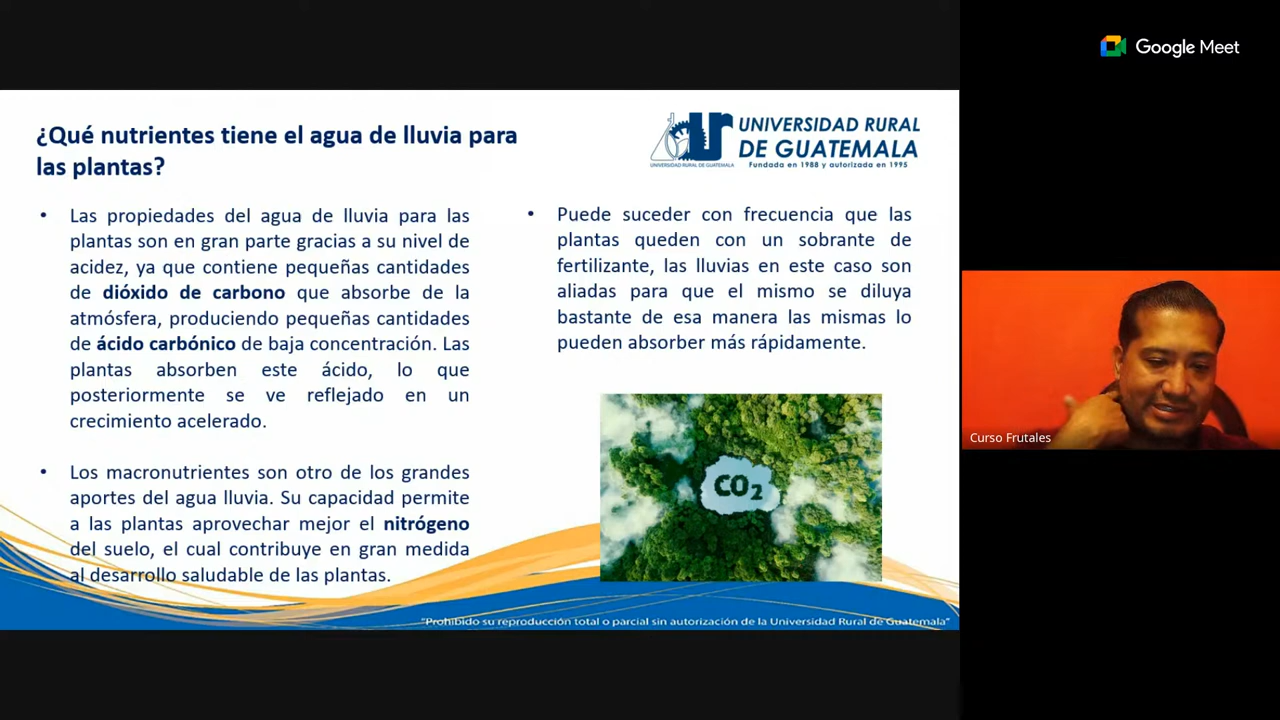 Google Meet
¿Qué nutrientes tiene el agua de lluvia para
las plantas?
UNIVERSIDAD RURAL
DE GUATEMALA
Fundada en 1988 y autorizada en 1995
UNIVERSIDAD RURAL DE GUATEMALA
• Las propiedades del agua de lluvia para las
plantas son en gran parte gracias a su nivel de
acidez, ya que contiene pequeñas cantidades
de dióxido de carbono que absorbe de la
atmósfera, produciendo pequeñas cantidades
de ácido carbónico de baja concentración. Las
plantas absorben este ácido, lo que
posteriormente se ve reflejado en un
crecimiento acelerado.
• Los macronutrientes son otro de los grandes
aportes del agua lluvia. Su capacidad permite
a las plantas aprovechar mejor el nitrógeno
del suelo, el cual contribuye en gran medida
al desarrollo saludable de las plantas.
• Puede suceder con frecuencia que las
plantas queden con un sobrante de
fertilizante, las lluvias en este caso son
aliadas para que el mismo se diluya
bastante de esa manera las mismas lo
pueden absorber más rápidamente.
CO2
"Prohibido su reproducción total o parcial sin autorización de la Universidad Rural de Guatemala"
Curso Frutales